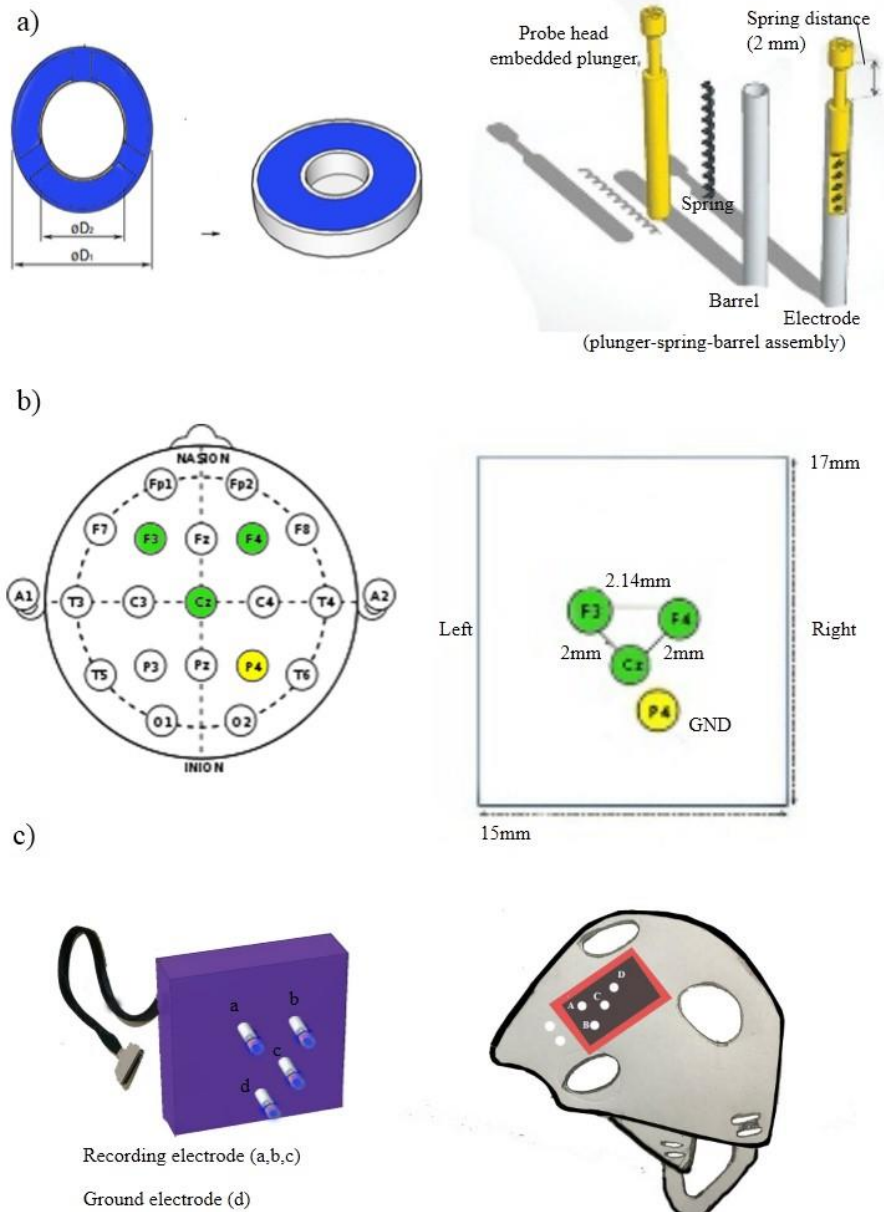 a)
Probe head
embedded plunger
Spring distance
(2 mm)
øD₂
øD₁
Spring
Barrel
Electrode
(plunger-spring-barrel assembly)
b)
NASION
Fp1
Fp2
F7
F3
Fz
F4
F8
A1
T3
C3
Cz
C4
T4
A2
T5
P3
Pz
P4
T6
O1
O2
INION
17mm
2.14mm
F3
F4
Left
Right
2mm
Cz
2mm
P4
GND
15mm
c)
a
b
c
d
D
A
C
B
Recording electrode (a,b,c)
Ground electrode (d)